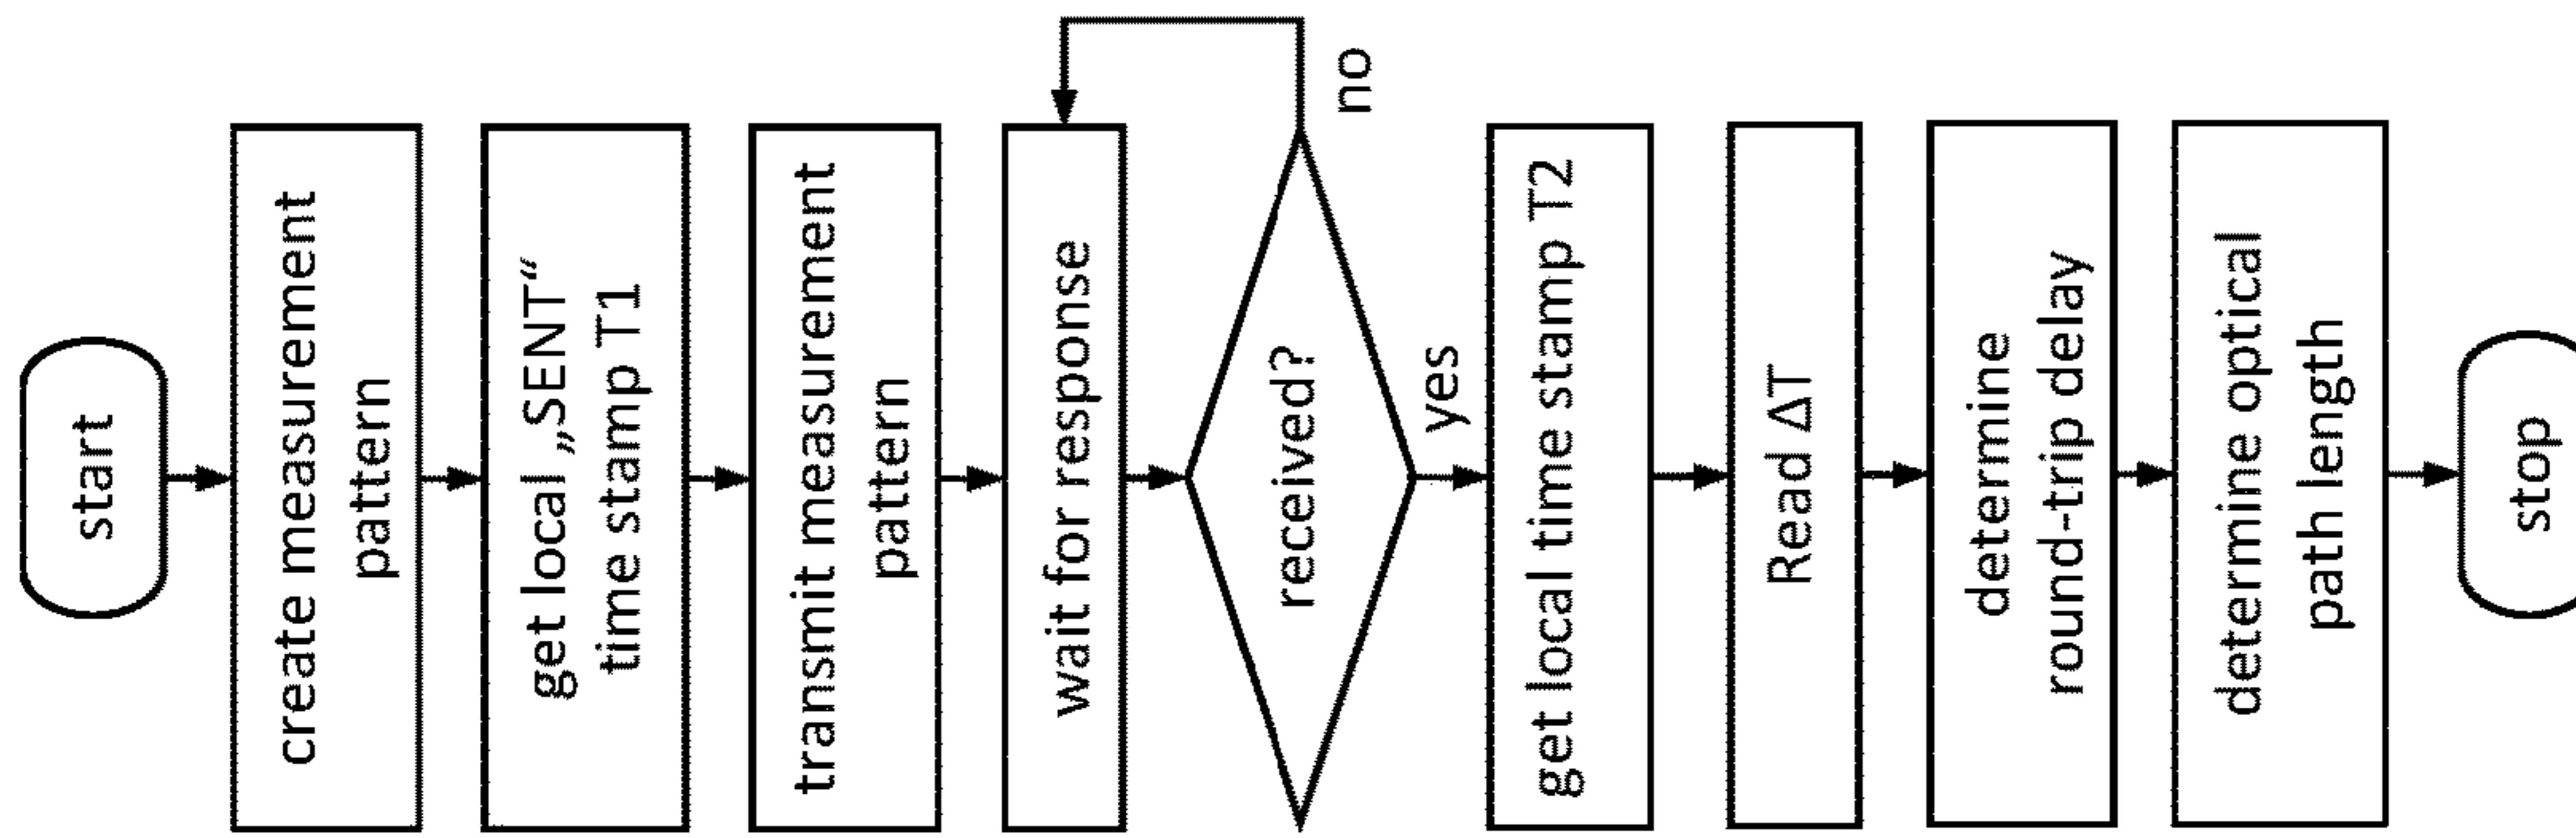 start
create measurement
pattern
get local „SENT“
time stamp T1
transmit measurement
pattern
wait for response
received?
no
yes
get local time stamp T2
Read ΔT
determine
round-trip delay
determine optical
path length
stop